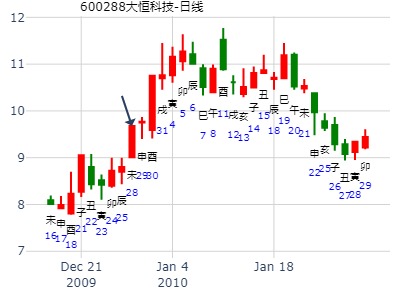 600288大恒科技-日线
12
11
10
9
8
7
未
16
申
17
酉
18
子
21
丑
22
寅
23
卯
24
辰
25
未
28
申
29
酉
30
戌
31
寅
4
卯
5
辰
6
巳
7
午
8
酉
11
戌
12
亥
13
子
14
丑
15
辰
18
巳
19
午
20
未
21
申
22
亥
25
子
26
丑
27
寅
28
卯
29
Dec 21
2009
Jan 4
2010
Jan 18